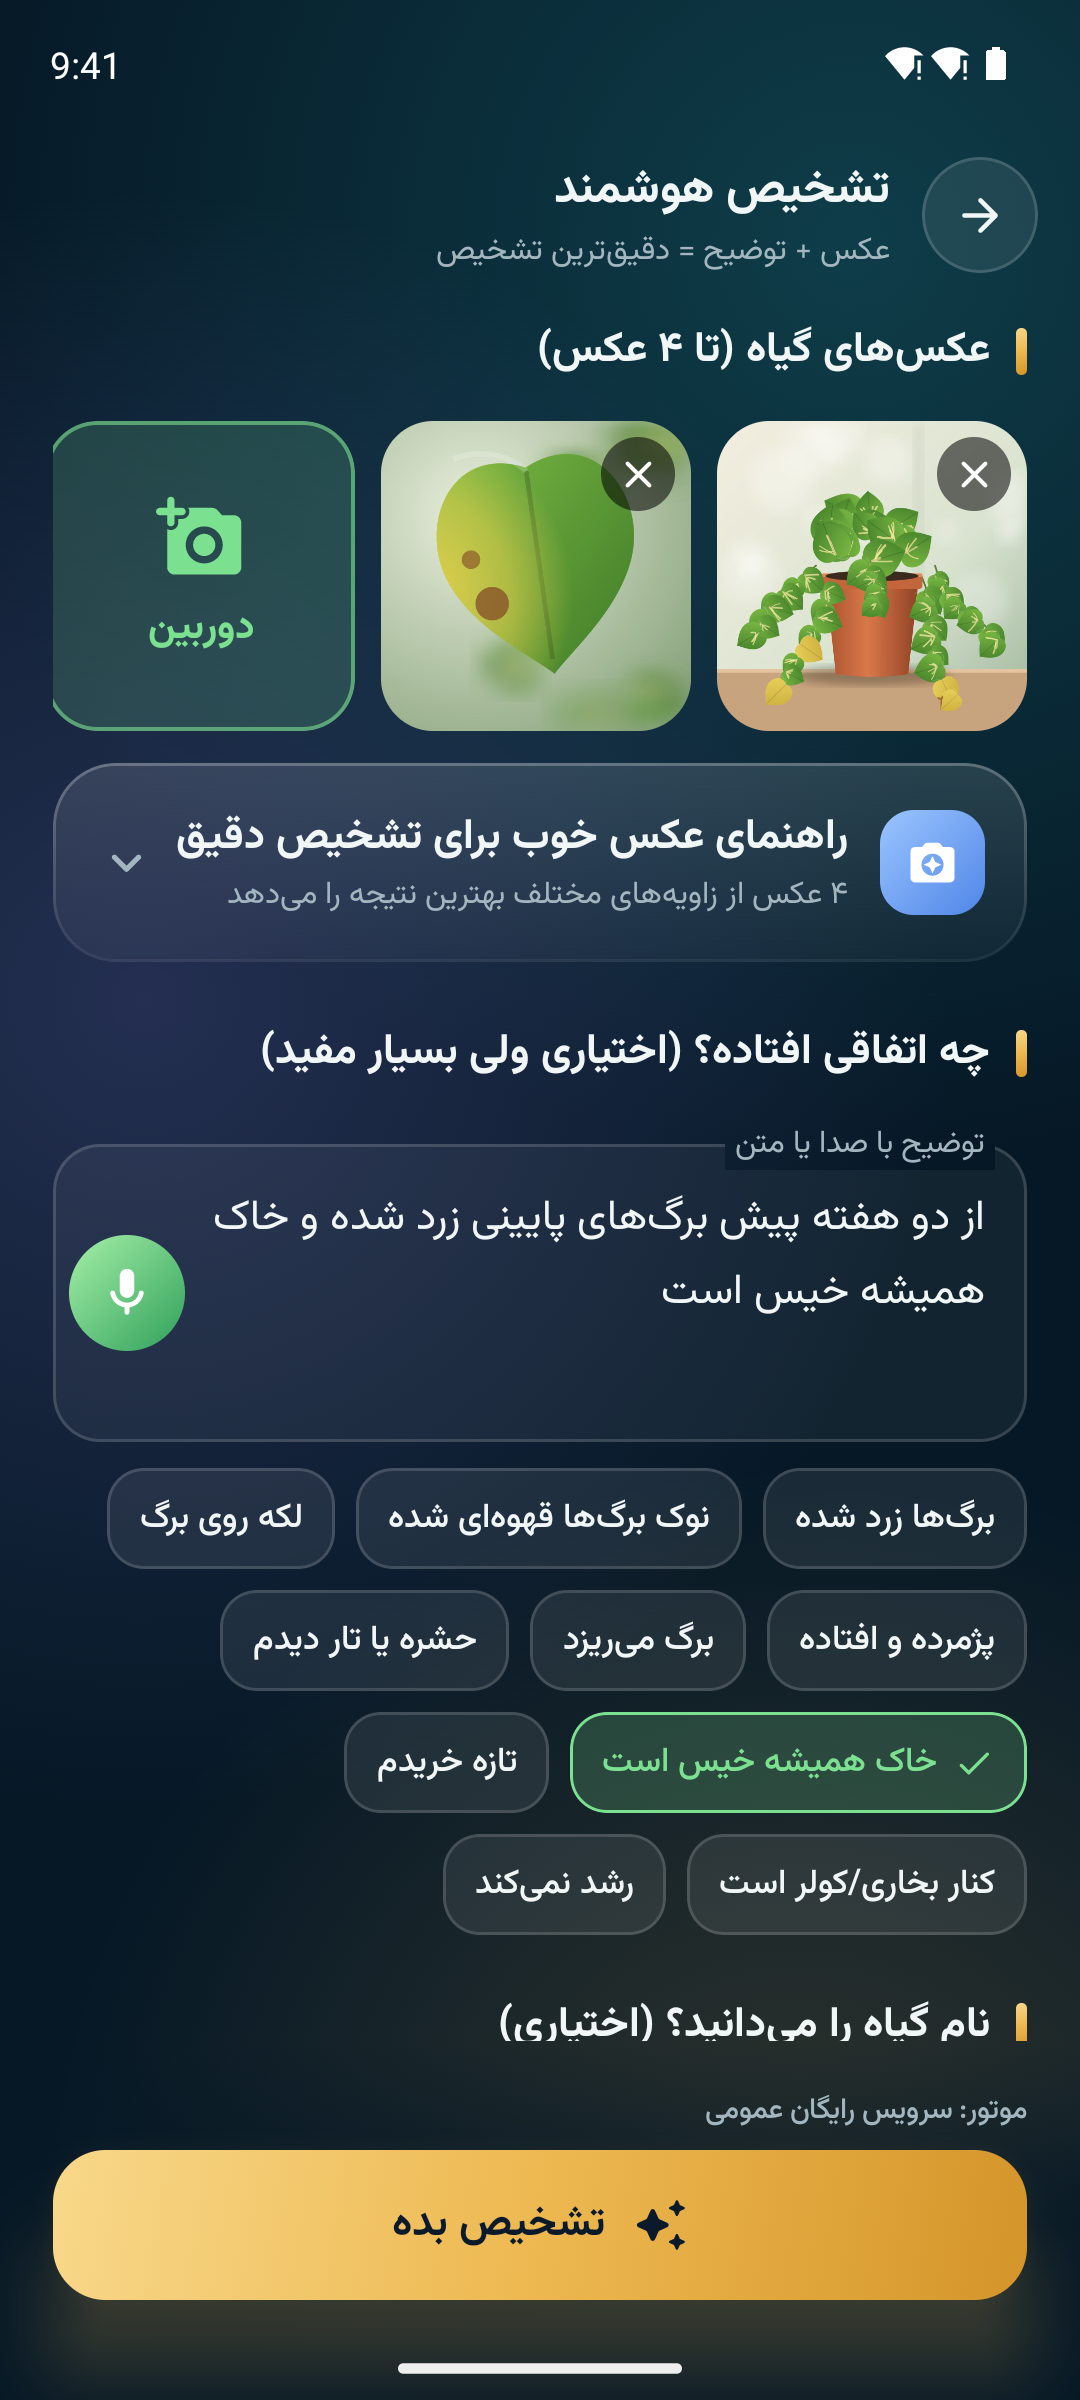 9:41
تشخیص هوشمند
عکس + توضیح = دقیق‌ترین تشخیص
عکس‌های گیاه (تا ۴ عکس)
دوربین
راهنمای عکس خوب برای تشخیص دقیق
۴ عکس از زاویه‌های مختلف بهترین نتیجه را می‌دهد
چه اتفاقی افتاده؟ (اختیاری ولی بسیار مفید)
توضیح با صدا یا متن
از دو هفته پیش برگ‌های پایینی زرد شده و خاک
همیشه خیس است
برگ‌ها زرد شده
نوک برگ‌ها قهوه‌ای شده
لکه روی برگ
پژمرده و افتاده
برگ می‌ریزد
حشره یا تار دیدم
خاک همیشه خیس است
تازه خریدم
کنار بخاری/کولر است
رشد نمی‌کند
نام گیاه را می‌دانید؟ (اختیاری)
موتور: سرویس رایگان عمومی
تشخیص بده